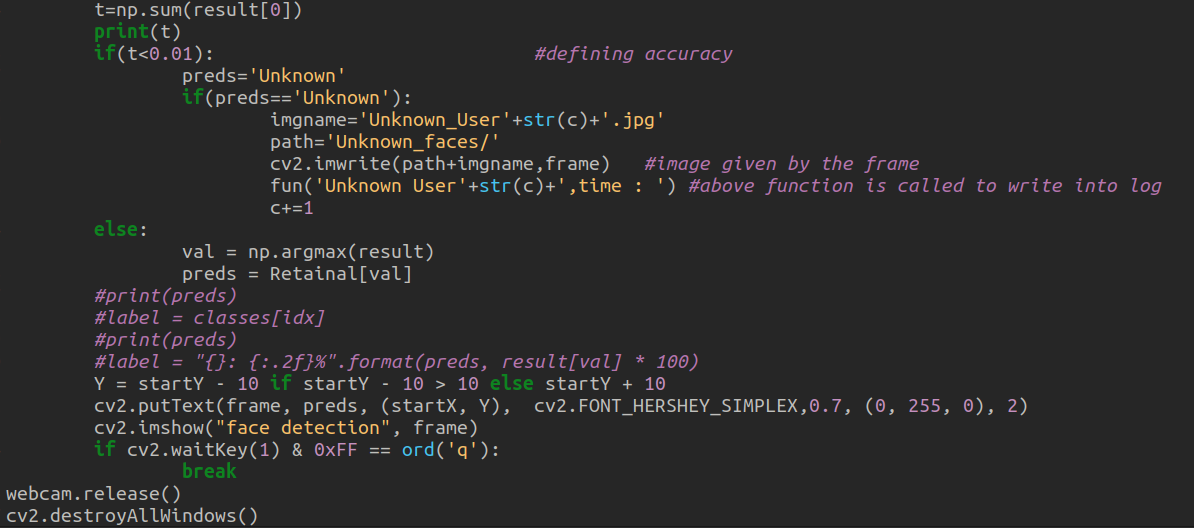 t=np.sum(result[0])
print(t)
if(t<0.01): #defining accuracy
preds='Unknown'
if(preds=='Unknown'):
imgname='Unknown_User'+str(c)+'.jpg'
path='Unknown_faces/'
cv2.imwrite(path+imgname,frame) #image given by the frame
fun('Unknown User'+str(c)+',time : ') #above function is called to write into log
c+=1
else:
val = np.argmax(result)
preds = Retainal[val]
#print(preds)
#label = classes[idx]
#print(preds)
#label = "{}: {:.2f}%".format(preds, result[val] * 100)
Y = startY - 10 if startY - 10 > 10 else startY + 10
cv2.putText(frame, preds, (startX, Y), cv2.FONT_HERSHEY_SIMPLEX,0.7, (0, 255, 0), 2)
cv2.imshow("face detection", frame)
if cv2.waitKey(1) & 0xFF == ord('q'):
break
webcam.release()
cv2.destroyAllWindows()